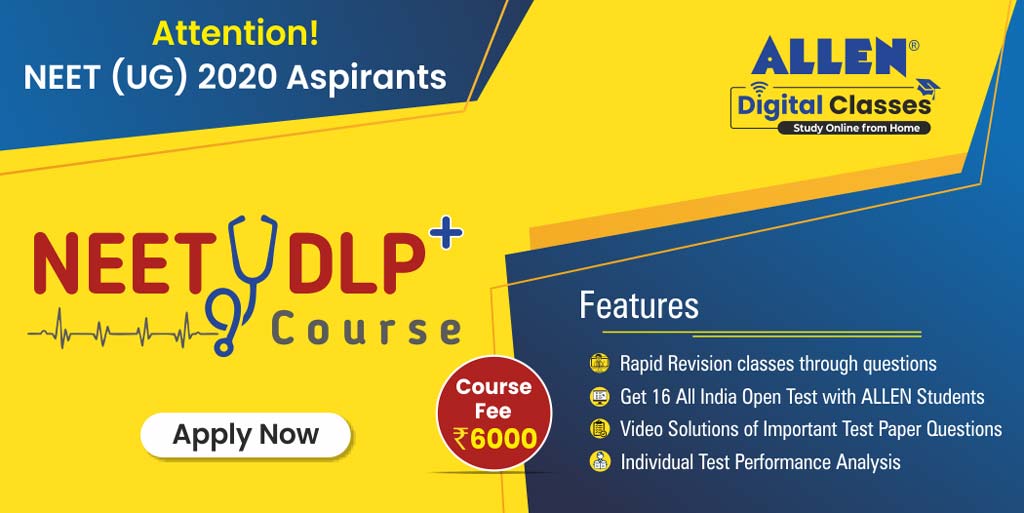 Attention!
NEET (UG) 2020 Aspirants
ALLEN®
Digital Classes
Study Online from Home
NEET DLP+
Course
Course
Fee
₹6000
Apply Now
Features
Rapid Revision classes through questions
Get 16 All India Open Test with ALLEN Students
Video Solutions of Important Test Paper Questions
Individual Test Performance Analysis